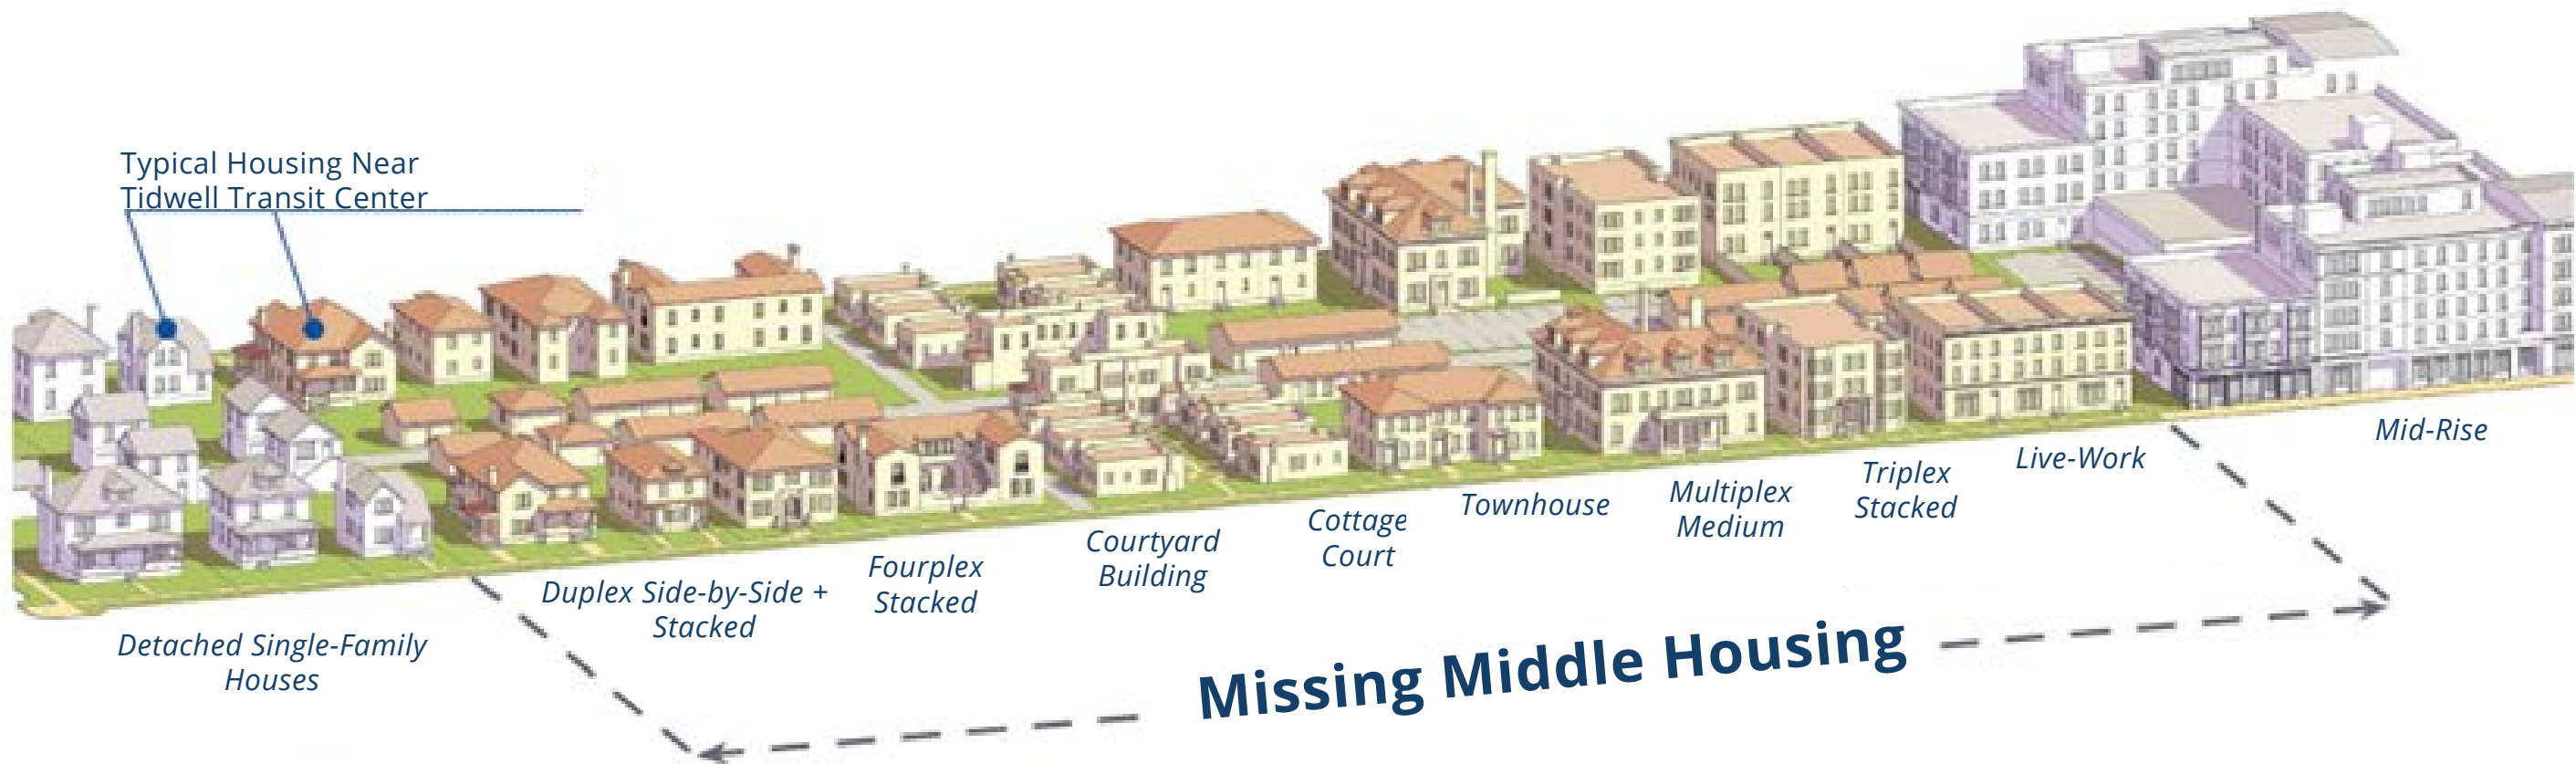 Typical Housing Near
Tidwell Transit Center
Detached Single-Family
Houses
Duplex Side-by-Side +
Stacked
Fourplex
Stacked
Courtyard
Building
Cottage
Court
Townhouse
Multiplex
Medium
Triplex
Stacked
Live-Work
Mid-Rise
Missing Middle Housing